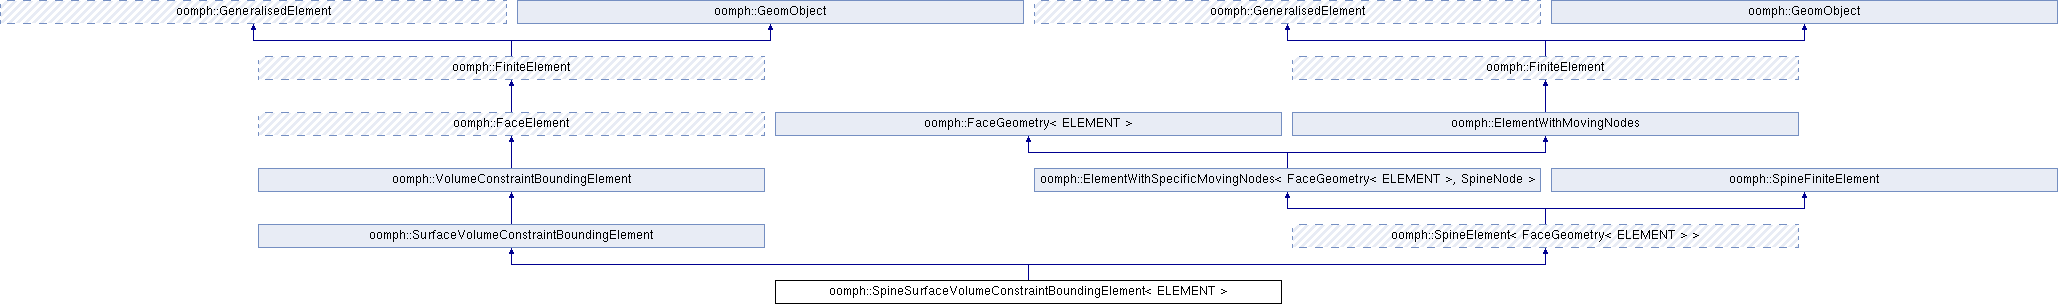 oomph::GeneralisedElement
oomph::GeomObject
oomph::GeneralisedElement
oomph::GeomObject
oomph::FiniteElement
oomph::FiniteElement
oomph::FaceElement
oomph::FaceGeometry< ELEMENT >
oomph::ElementWithMovingNodes
oomph::VolumeConstraintBoundingElement
oomph::ElementWithSpecificMovingNodes< FaceGeometry< ELEMENT >, SpineNode >
oomph::SpineFiniteElement
oomph::SurfaceVolumeConstraintBoundingElement
oomph::SpineElement< FaceGeometry< ELEMENT > >
oomph::SpineSurfaceVolumeConstraintBoundingElement< ELEMENT >